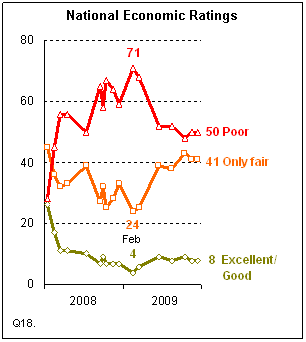 National Economic Ratings
80
71
60
50 Poor
41 Only fair
40
20
24
Feb
4
8 Excellent/
Good
0
2008 2009
Q18.